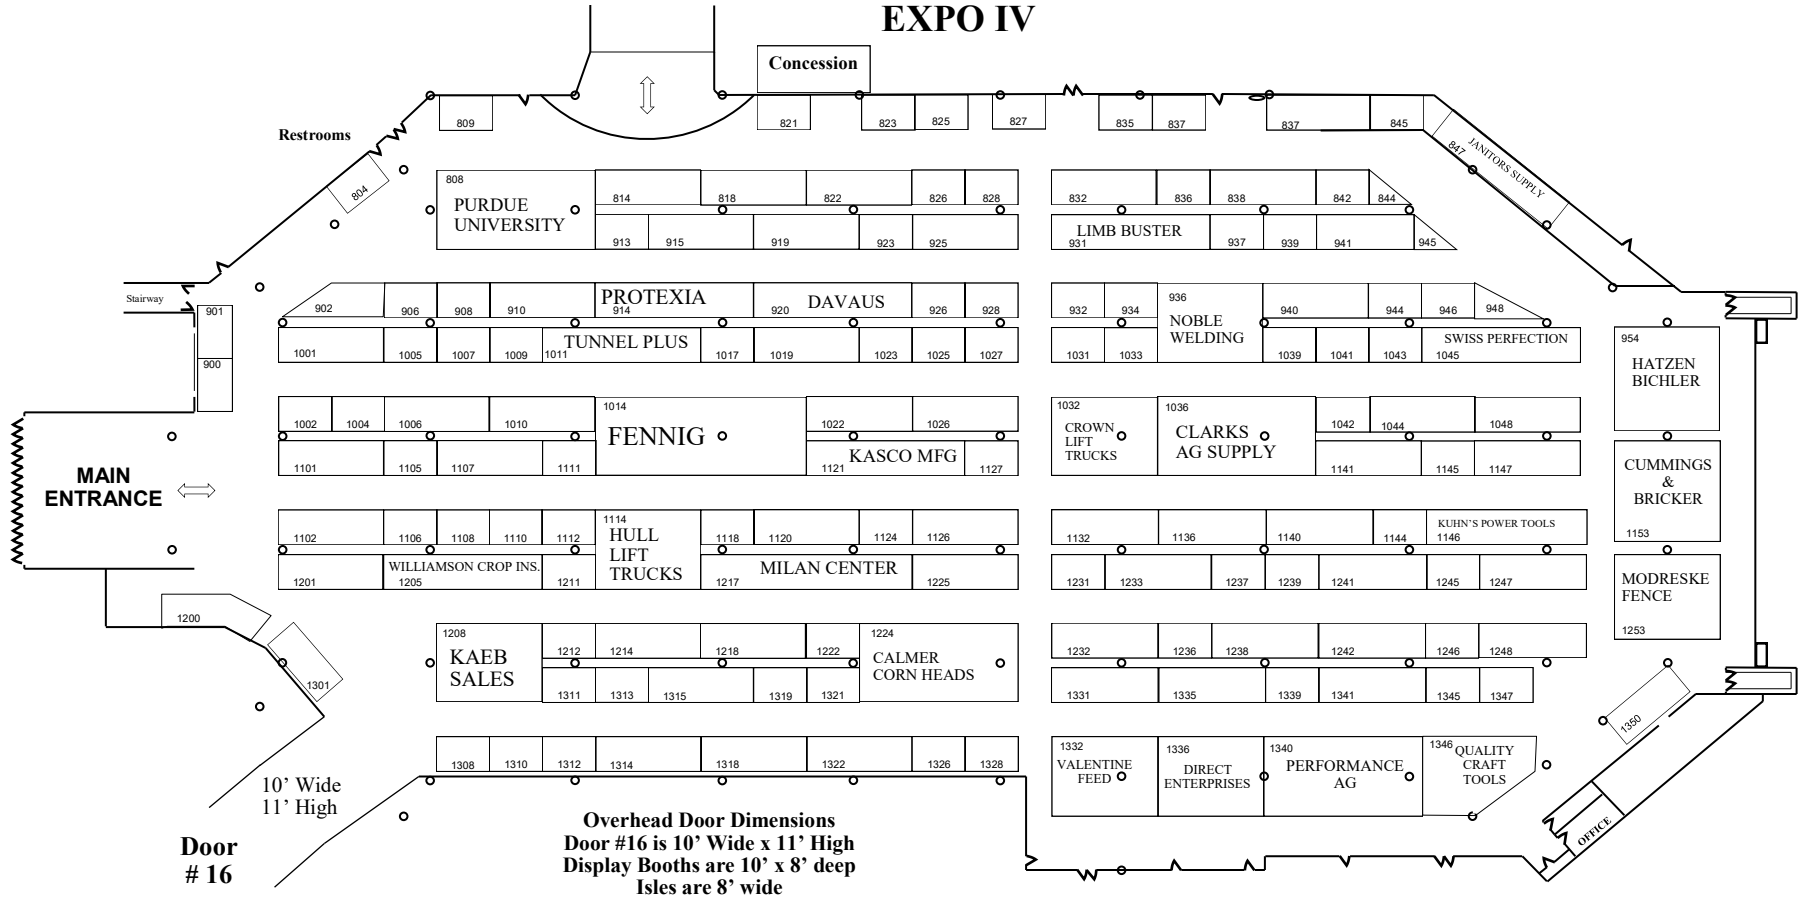 EXPO IV
Concession
Restrooms
809
821
823
825
827
835
837
837
845
847
JANITORS SUPPLY
804
808
PURDUE
UNIVERSITY
814
818
822
826
828
832
836
838
842
844
913
915
919
923
925
LIMB BUSTER
931
937
939
941
945
Stairway
901
900
902
906
908
910
PROTEXIA
914
920
DAVAUS
926
928
932
934
936
NOBLE
WELDING
940
944
946
948
1001
1005
1007
1009
1011
TUNNEL PLUS
1017
1019
1023
1025
1027
1031
1033
1039
1041
1043
SWISS PERFECTION
1045
954
HATZEN
BICHLER
1002
1004
1006
1010
1014
FENNIG
1022
1026
1032
CROWN
LIFT
TRUCKS
1036
CLARKS
AG SUPPLY
1042
1044
1048
1101
1105
1107
1111
KASCO MFG
1121
1127
1141
1145
1147
CUMMINGS
&
BRICKER
1153
MAIN
ENTRANCE
1102
1106
1108
1110
1112
1114
HULL
LIFT
TRUCKS
1118
1120
1124
1126
1132
1136
1140
1144
KUHN'S POWER TOOLS
1146
1201
WILLIAMSON CROP INS.
1205
1211
1217
MILAN CENTER
1225
1231
1233
1237
1239
1241
1245
1247
MODRESKE
FENCE
1253
1200
1301
1208
KAEB
SALES
1212
1214
1218
1222
1224
CALMER
CORN HEADS
1232
1236
1238
1242
1246
1248
1311
1313
1315
1319
1321
1331
1335
1339
1341
1345
1347
1350
1308
1310
1312
1314
1318
1322
1326
1328
1332
VALENTINE
FEED
1336
DIRECT
ENTERPRISES
1340
PERFORMANCE
AG
1346
QUALITY
CRAFT
TOOLS
OFFICE
10' Wide
11' High
Door
# 16
Overhead Door Dimensions
Door #16 is 10' Wide x 11' High
Display Booths are 10' x 8' deep
Isles are 8' wide